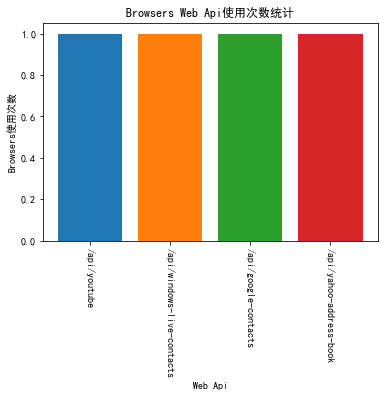 Browsers Web Api使用次数统计
Browsers使用次数
1.0
0.8
0.6
0.4
0.2
0.0
/api/youtube
/api/windows-live-contacts
/api/google-contacts
/api/yahoo-address-book
Web Api